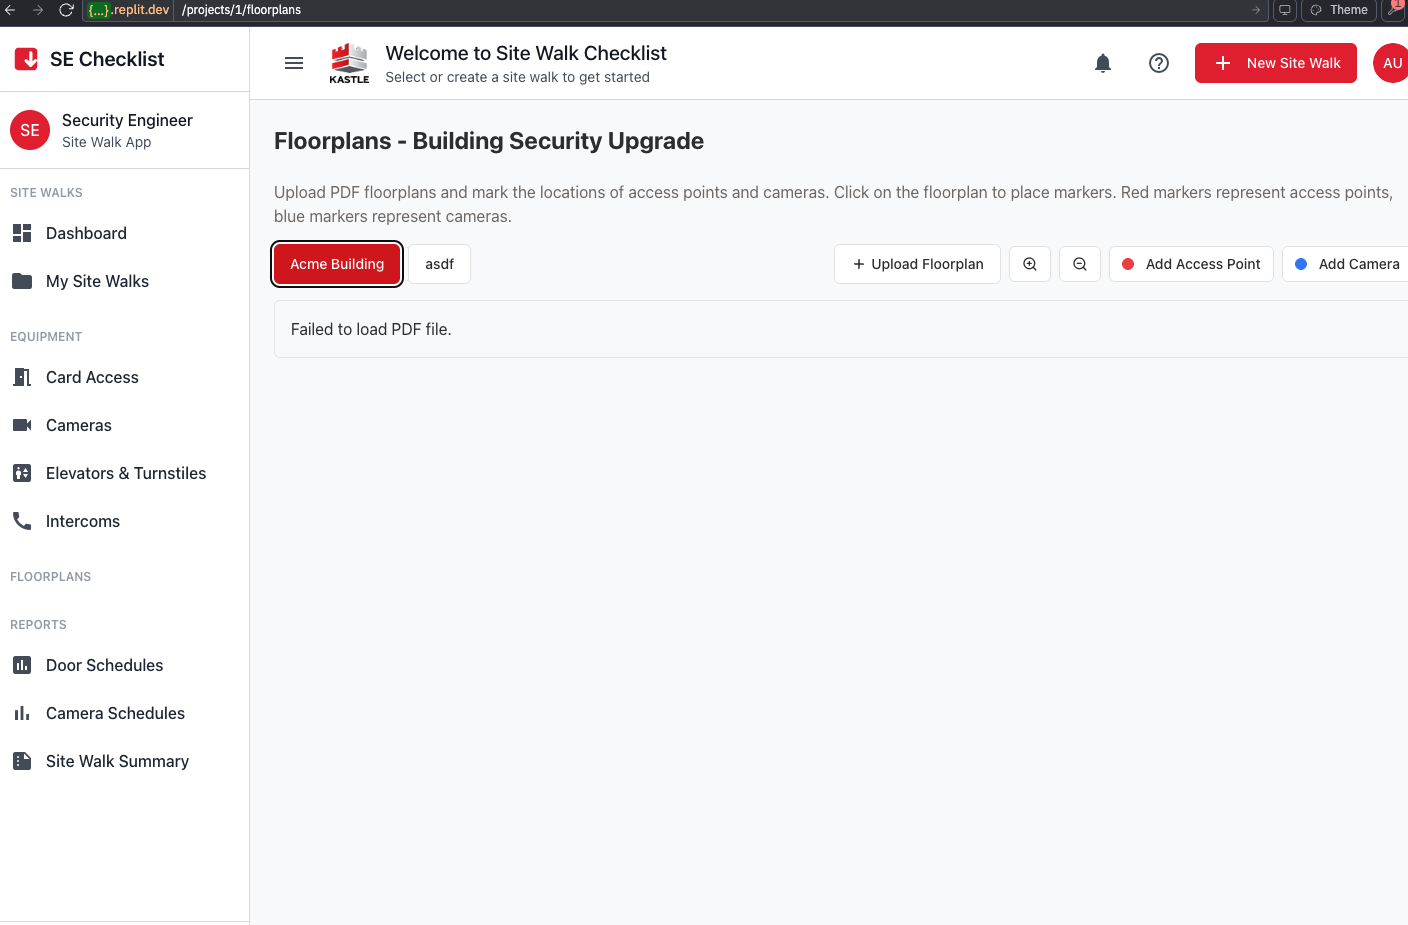 {...}.replit.dev /projects/1/floorplans
Theme
1
SE Checklist
KASTLE
Welcome to Site Walk Checklist
Select or create a site walk to get started
New Site Walk
AU
SE
Security Engineer
Site Walk App
SITE WALKS
Dashboard
My Site Walks
EQUIPMENT
Card Access
Cameras
Elevators & Turnstiles
Intercoms
FLOORPLANS
REPORTS
Door Schedules
Camera Schedules
Site Walk Summary
Floorplans - Building Security Upgrade
Upload PDF floorplans and mark the locations of access points and cameras. Click on the floorplan to place markers. Red markers represent access points,
blue markers represent cameras.
Acme Building
asdf
Upload Floorplan
Add Access Point
Add Camera
Failed to load PDF file.